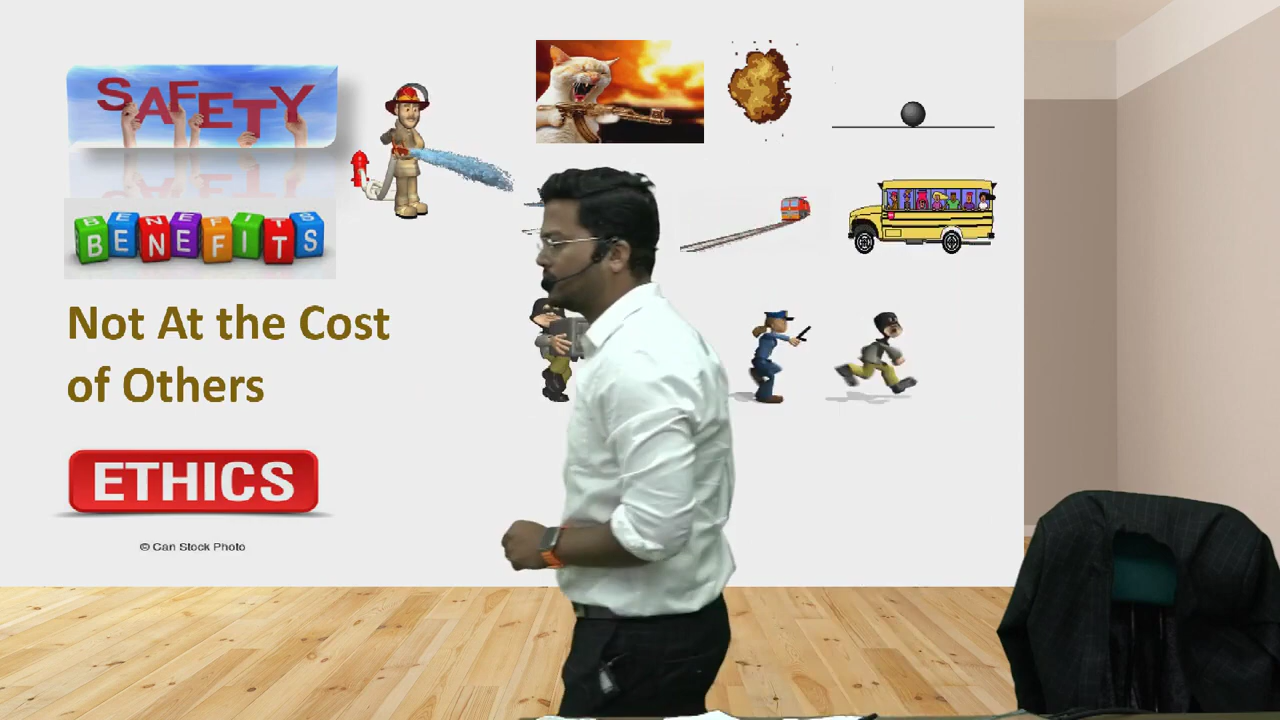 SAFETY
BENEFITS
Not At the Cost
of Others
ETHICS
© Can Stock Photo